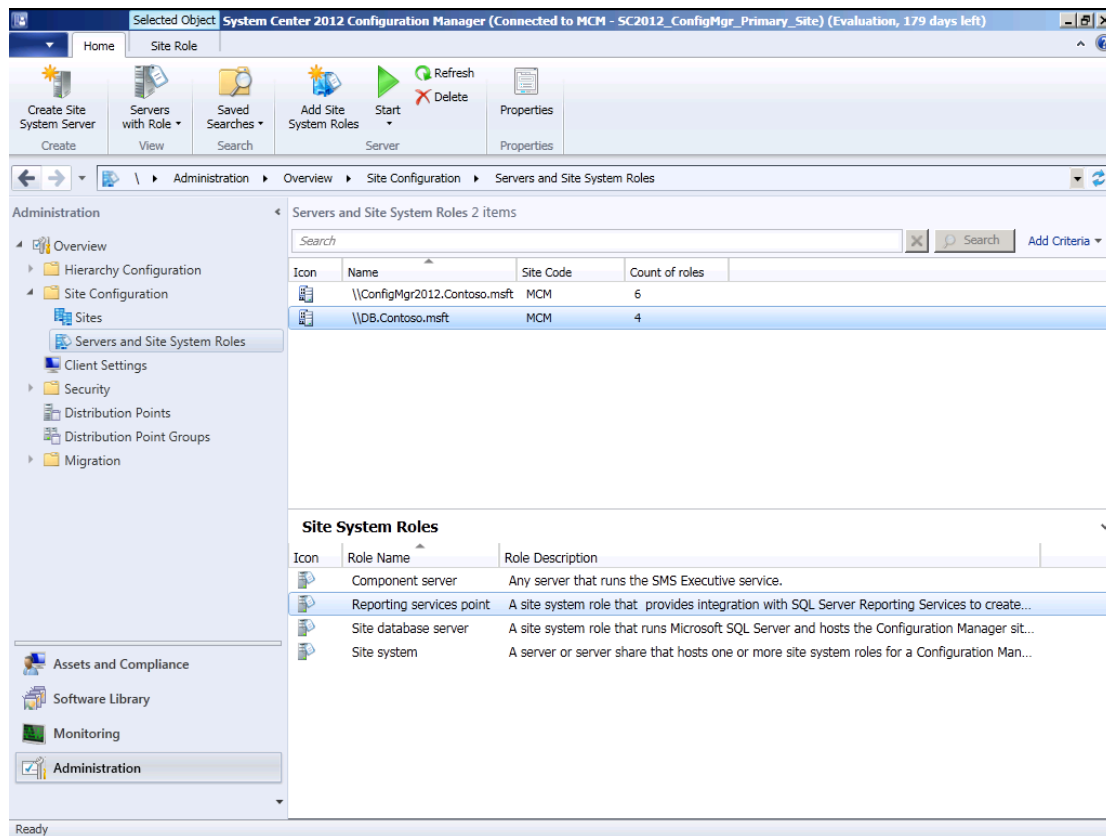 Selected Object System Center 2012 Configuration Manager (Connected to MCM - SC2012_ConfigMgr_Primary_Site) (Evaluation, 179 days left)
Home Site Role
Create Site System Server
Servers with Role
Saved Searches
Add Site System Roles
Start
Refresh
Delete
Properties
Create View Search Server Properties
\ Administration Overview Site Configuration Servers and Site System Roles
Administration
Overview
Hierarchy Configuration
Site Configuration
Sites
Servers and Site System Roles
Client Settings
Security
Distribution Points
Distribution Point Groups
Migration
Assets and Compliance
Software Library
Monitoring
Administration
Servers and Site System Roles 2 items
Search Search Add Criteria
Icon Name Site Code Count of roles
\\ConfigMgr2012.Contoso.msft MCM 6
\\DB.Contoso.msft MCM 4
Site System Roles
Icon Role Name Role Description
Component server Any server that runs the SMS Executive service.
Reporting services point A site system role that provides integration with SQL Server Reporting Services to create...
Site database server A site system role that runs Microsoft SQL Server and hosts the Configuration Manager sit...
Site system A server or server share that hosts one or more site system roles for a Configuration Man...
Ready